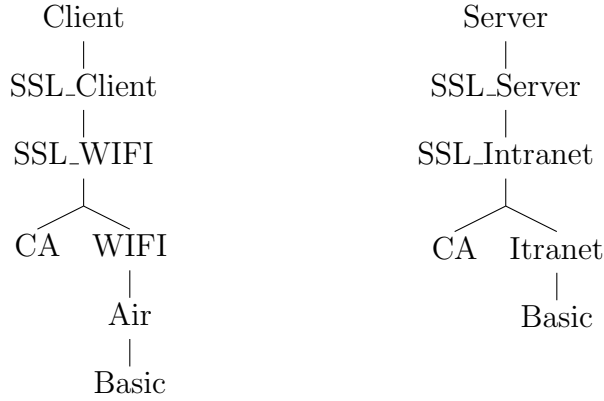 Client
SSL_Client
SSL_WIFI
CA WIFI
Air
Basic
Server
SSL_Server
SSL_Intranet
CA Itranet
Basic